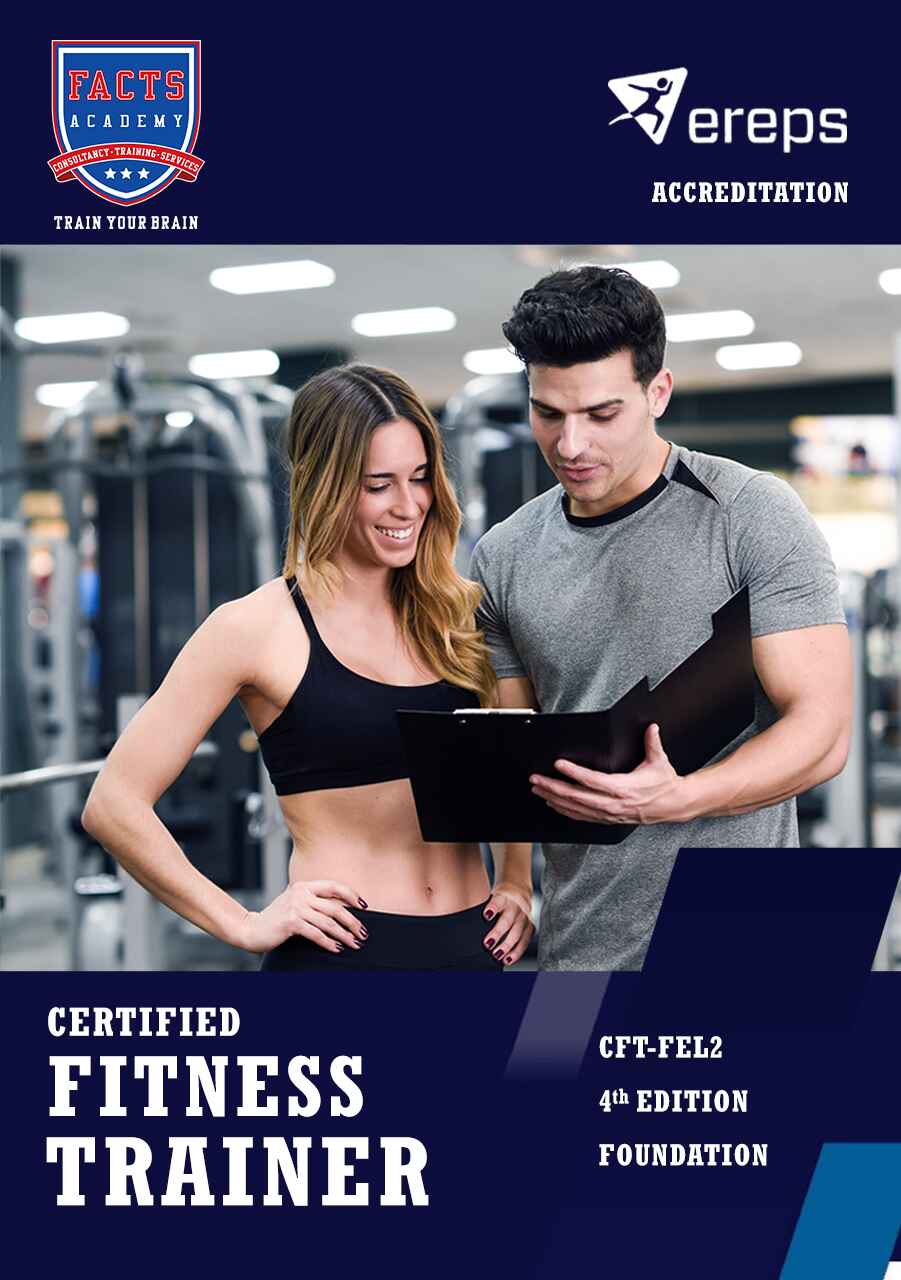 FACTS
ACADEMY
CONSULTANCY·TRAINING·SERVICES
TRAIN YOUR BRAIN
ereps
ACCREDITATION
CERTIFIED
FITNESS
TRAINER
CFT-FEL2
4th EDITION
FOUNDATION